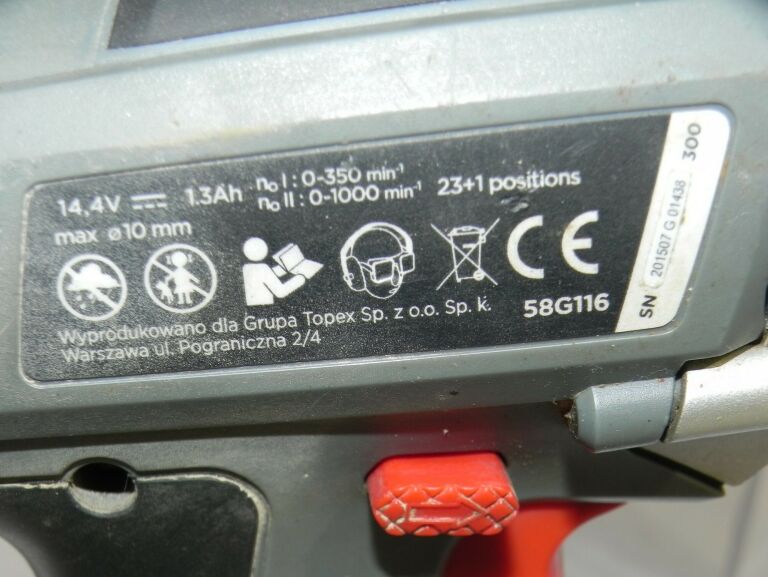 14,4V ⎓ 1.3Ah n₀ I : 0-350 min⁻¹ 23+1 positions
n₀ II : 0-1000 min⁻¹
max ø10 mm
CE
58G116
Wyprodukowano dla Grupa Topex Sp. z o.o. Sp. k.
Warszawa ul. Pograniczna 2/4
SN 201507 G 01438 300